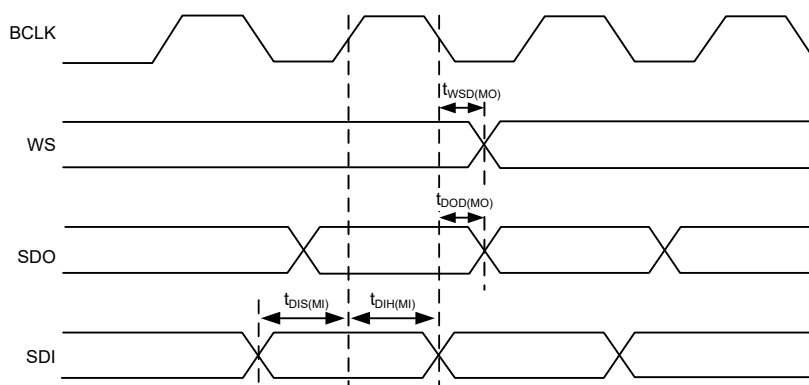 BCLK
tWSD(MO)
WS
tDOD(MO)
SDO
tDIS(MI) tDIH(MI)
SDI